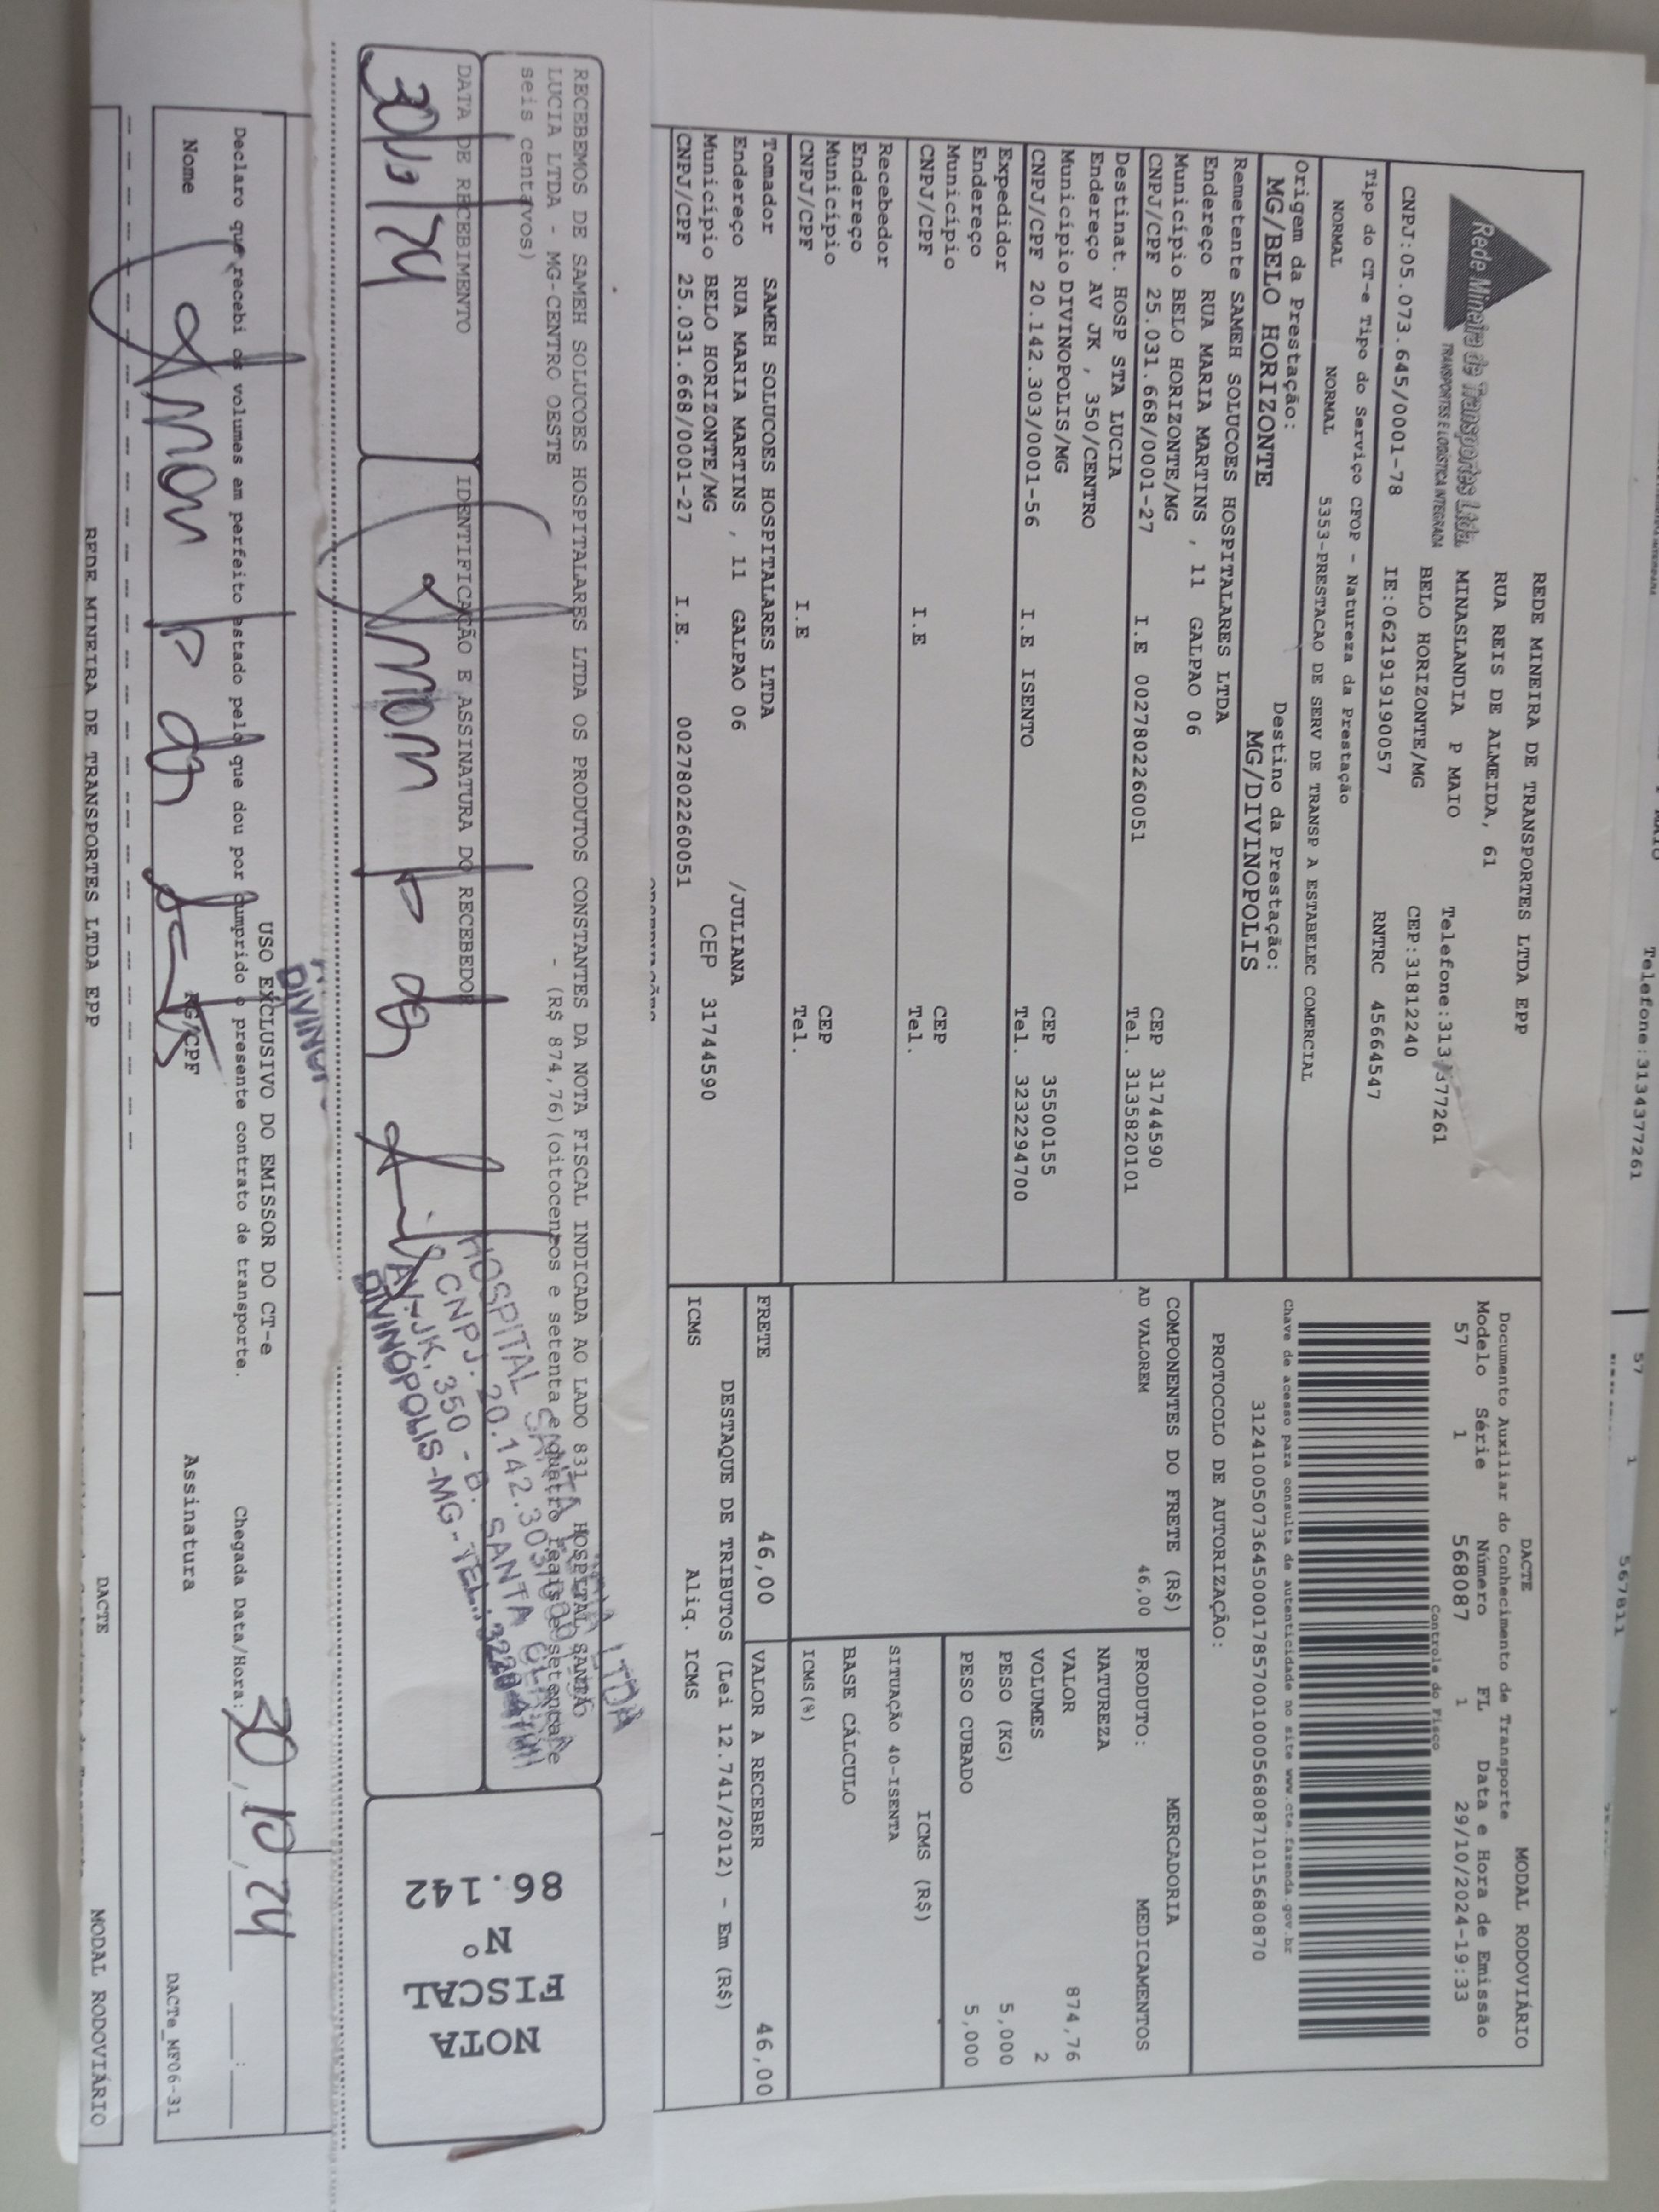 Telefone:3134377261
57 1 567811 1
Rede Mineira de Transportes Ltda.
TRANSPORTES E LOGÍSTICA INTEGRADA
REDE MINEIRA DE TRANSPORTES LTDA EPP
RUA REIS DE ALMEIDA, 61
MINASLANDIA P MAIO Telefone:3134377261
BELO HORIZONTE/MG CEP:31812240
CNPJ:05.073.645/0001-78 IE:0621919190057 RNTRC 45664547
Tipo do CT-e Tipo do Serviço CFOP - Natureza da Prestação
NORMAL NORMAL 5353-PRESTACAO DE SERV DE TRANSP A ESTABELEC COMERCIAL
Origem da Prestação: Destino da Prestação:
MG/BELO HORIZONTE MG/DIVINOPOLIS
DACTE MODAL RODOVIÁRIO
Documento Auxiliar do Conhecimento de Transporte
Modelo Série Número FL Data e Hora de Emissão
57 1 568087 1 29/10/2024-19:33
Controle do Fisco
Chave de acesso para consulta de autenticidade no site www.cte.fazenda.gov.br
31241005073645000178570010005680871015680870
PROTOCOLO DE AUTORIZAÇÃO:
Remetente SAMEH SOLUCOES HOSPITALARES LTDA
Endereço RUA MARIA MARTINS , 11 GALPAO 06
Município BELO HORIZONTE/MG CEP 31744590
CNPJ/CPF 25.031.668/0001-27 I.E 0027802260051 Tel. 3135820101
Destinat. HOSP STA LUCIA
Endereço AV JK , 350/CENTRO
Município DIVINOPOLIS/MG CEP 35500155
CNPJ/CPF 20.142.303/0001-56 I.E ISENTO Tel. 3232294700
Expedidor
Endereço
Município CEP
CNPJ/CPF I.E Tel.
Recebedor
Endereço
Município CEP
CNPJ/CPF I.E Tel.
Tomador SAMEH SOLUCOES HOSPITALARES LTDA
Endereço RUA MARIA MARTINS , 11 GALPAO 06 /JULIANA
Município BELO HORIZONTE/MG CEP 31744590
CNPJ/CPF 25.031.668/0001-27 I.E. 0027802260051
COMPONENTES DO FRETE (R$)
AD VALOREM 46,00
MERCADORIA
PRODUTO: MEDICAMENTOS
NATUREZA
VALOR 874,76
VOLUMES 2
PESO (KG) 5,000
PESO CUBADO 5,000
ICMS (R$)
SITUAÇÃO 40-ISENTA
BASE CÁLCULO
ICMS(%)
FRETE 46,00 VALOR A RECEBER 46,00
DESTAQUE DE TRIBUTOS (Lei 12.741/2012) - Em (R$)
ICMS Aliq. ICMS
RECEBEMOS DE SAMEH SOLUCOES HOSPITALARES LTDA OS PRODUTOS CONSTANTES DA NOTA FISCAL INDICADA AO LADO 831 HOSPITAL SANTA
LUCIA LTDA - MG-CENTRO OESTE - (R$ 874,76)(oitocentos e setenta e quatro reais e setenta e
seis centavos)
DATA DE RECEBIMENTO
IDENTIFICAÇÃO E ASSINATURA DO RECEBEDOR
HOSPITAL SANTA LUCIA LTDA
CNPJ. 20.142.303/0001-56
AV. JK, 350 - B. SANTA CLARA
DIVINÓPOLIS-MG-TEL.:
NOTA
FISCAL
Nº
86.142
USO EXCLUSIVO DO EMISSOR DO CT-e
Declaro que recebi os volumes em perfeito estado pelo que dou por cumprido o presente contrato de transporte. Chegada Data/Hora: 30/10/24
Nome RG/CPF Assinatura
DACTe_MF06-31
REDE MINEIRA DE TRANSPORTES LTDA EPP DACTE MODAL RODOVIÁRIO